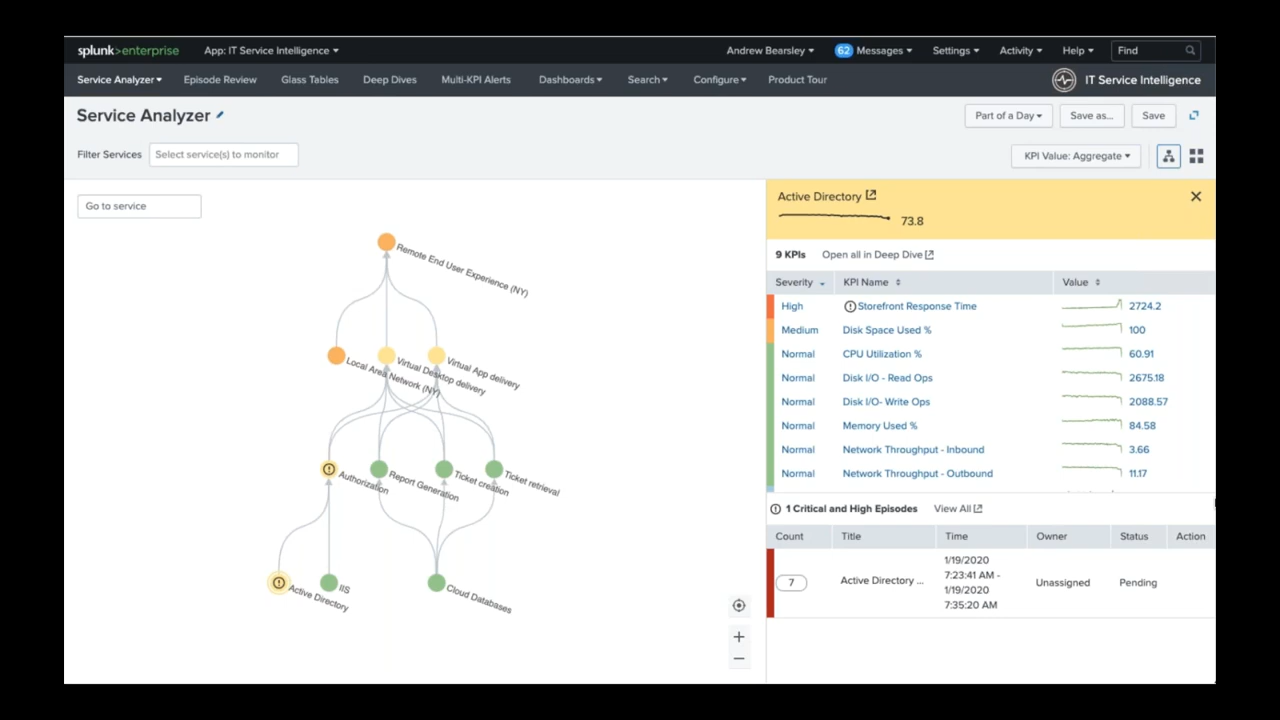 splunk>enterprise App: IT Service Intelligence Andrew Bearsley 62 Messages Settings Activity Help Find
Service Analyzer Episode Review Glass Tables Deep Dives Multi-KPI Alerts Dashboards Search Configure Product Tour IT Service Intelligence
Service Analyzer Part of a Day Save as... Save
Filter Services Select service(s) to monitor KPI Value: Aggregate
Go to service
Remote End User Experience (NY)
Local Area Network (NY)
Virtual Desktop delivery
Virtual App delivery
Authorization
Report Generation
Ticket creation
Ticket retrieval
Active Directory
IIS
Cloud Databases
Active Directory
73.8
9 KPIs Open all in Deep Dive
Severity KPI Name Value
High Storefront Response Time 2724.2
Medium Disk Space Used % 100
Normal CPU Utilization % 60.91
Normal Disk I/O - Read Ops 2675.18
Normal Disk I/O- Write Ops 2088.57
Normal Memory Used % 84.58
Normal Network Throughput - Inbound 3.66
Normal Network Throughput - Outbound 11.17
1 Critical and High Episodes View All
Count Title Time Owner Status Action
7 Active Directory ... 1/19/2020 7:23:41 AM - 1/19/2020 7:35:20 AM Unassigned Pending